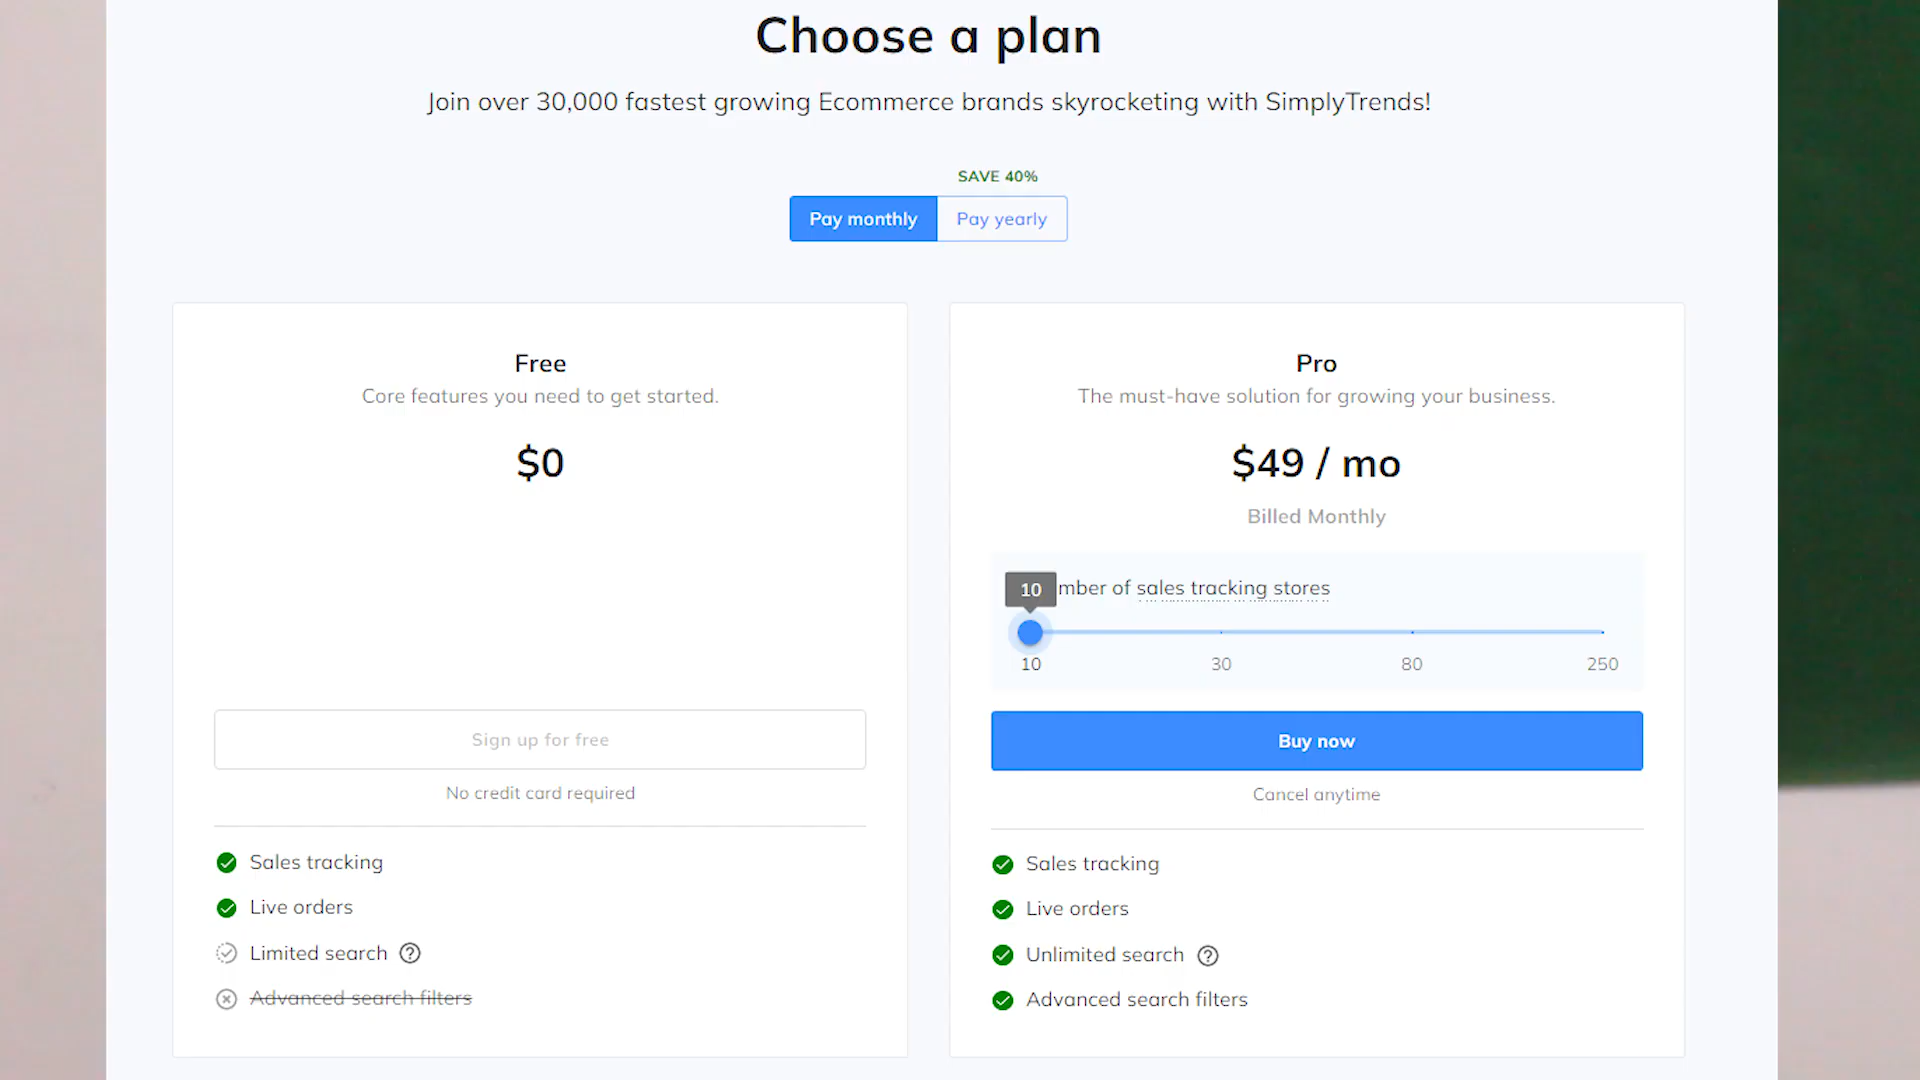 Choose a plan
Join over 30,000 fastest growing Ecommerce brands skyrocketing with SimplyTrends!
SAVE 40%
Pay monthly
Pay yearly
Free
Core features you need to get started.
$0
Sign up for free
No credit card required
Sales tracking
Live orders
Limited search
Advanced search filters
Pro
The must-have solution for growing your business.
$49 / mo
Billed Monthly
10
mber of sales tracking stores
10 30 80 250
Buy now
Cancel anytime
Sales tracking
Live orders
Unlimited search
Advanced search filters